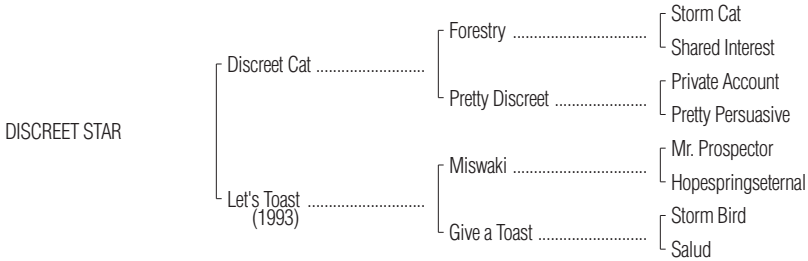 Storm Cat
Forestry ................................
Shared Interest
Discreet Cat ..........................
Private Account
Pretty Discreet ......................
Pretty Persuasive
DISCREET STAR
Mr. Prospector
Miswaki ................................
Hopespringseternal
Let's Toast ............................
(1993)
Storm Bird
Give a Toast ..........................
Salud